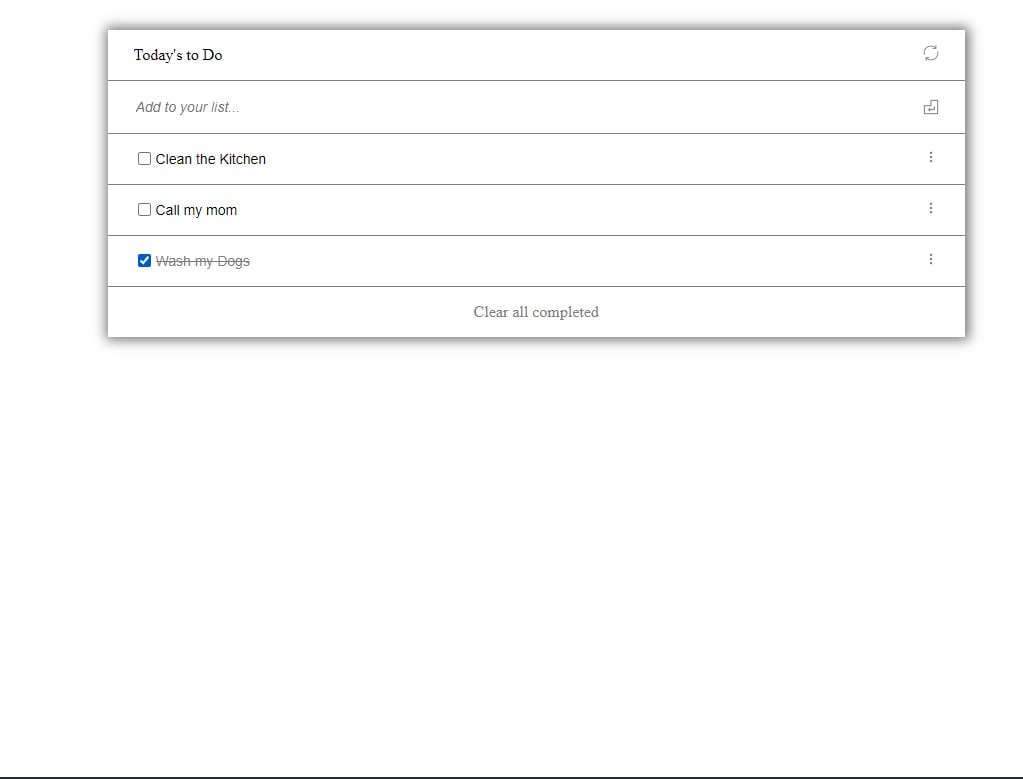 Today's to Do
Add to your list...
Clean the Kitchen
Call my mom
Wash my Dogs
Clear all completed